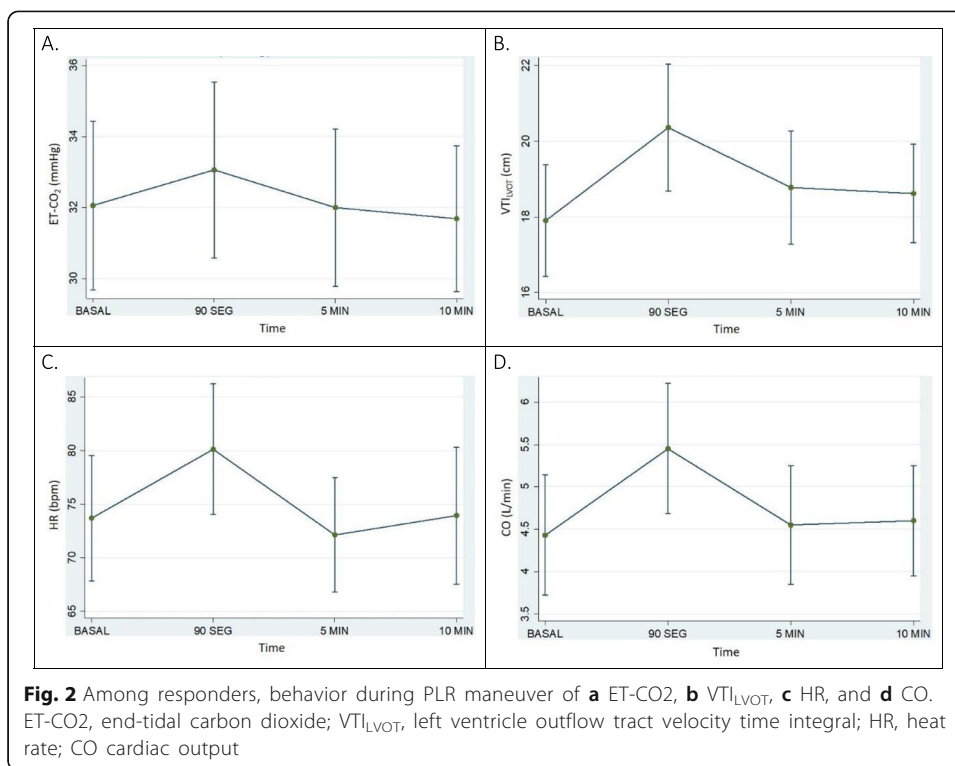 A.
36
34
32
30
ET-CO₂ (mmHg)
BASAL 90 SEG 5 MIN 10 MIN
Time
B.
22
20
18
16
VTI_LVOT (cm)
BASAL 90 SEG 5 MIN 10 MIN
Time
C.
85
80
75
70
65
HR (bpm)
BASAL 90 SEG 5 MIN 10 MIN
Time
D.
6
5.5
5
4.5
4
3.5
CO (L/min)
BASAL 90 SEG 5 MIN 10 MIN
Time
Fig. 2 Among responders, behavior during PLR maneuver of a ET-CO2, b VTI_LVOT, c HR, and d CO.
ET-CO2, end-tidal carbon dioxide; VTI_LVOT, left ventricle outflow tract velocity time integral; HR, heat
rate; CO cardiac output